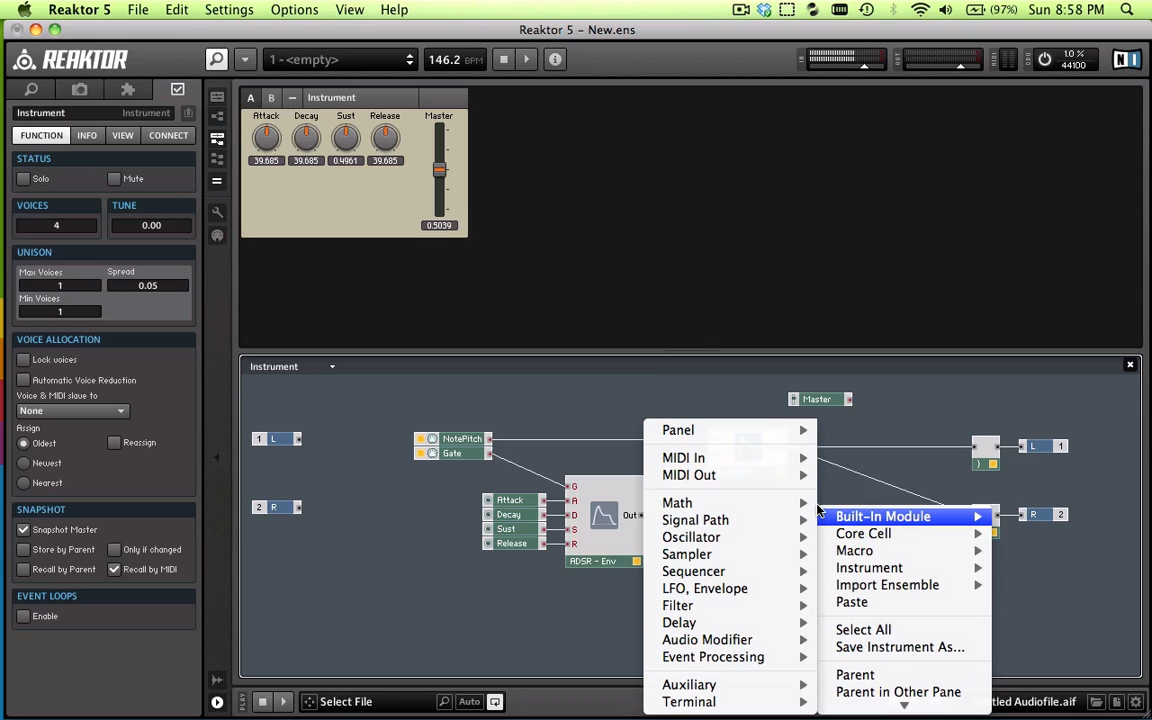 Reaktor 5 File Edit Settings Options View Help (97%) Sun 8:58 PM
Reaktor 5 - New.ens
REAKTOR 1 - <empty> 146.2 BPM 1.0 % 44100
Instrument Instrument
FUNCTION INFO VIEW CONNECT
STATUS
Solo Mute
VOICES TUNE
4 0.00
UNISON
Max Voices Spread
1 0.05
Min Voices
1
VOICE ALLOCATION
Lock voices
Automatic Voice Reduction
Voice & MIDI slave to
None
Assign
Oldest Reassign
Newest
Nearest
SNAPSHOT
Snapshot Master
Store by Parent Only if changed
Recall by Parent Recall by MIDI
EVENT LOOPS
Enable
A B Instrument
Attack Decay Sust Release Master
39.685 39.685 0.4961 39.685
0.5039
Instrument
Master
1 L
NotePitch
Gate
L 1
2 R
G
Attack A
Decay D Out
Sust S
Release R
ADSR - Env
R 2
Panel
MIDI In
MIDI Out
Math
Signal Path
Oscillator
Sampler
Sequencer
LFO, Envelope
Filter
Delay
Audio Modifier
Event Processing
Auxiliary
Terminal
Built-In Module
Core Cell
Macro
Instrument
Import Ensemble
Paste
Select All
Save Instrument As...
Parent
Parent in Other Pane
PLAY Select File Auto
ntitled Audiofile.aif